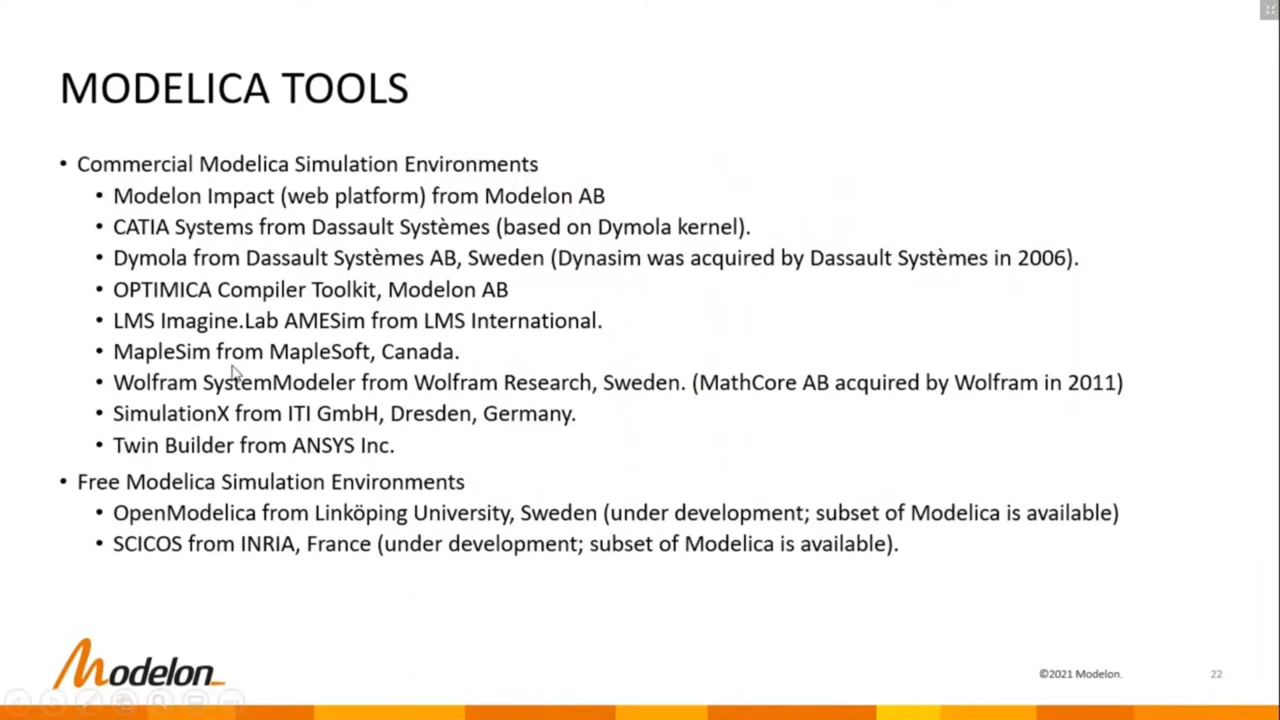 MODELICA TOOLS
• Commercial Modelica Simulation Environments
• Modelon Impact (web platform) from Modelon AB
• CATIA Systems from Dassault Systèmes (based on Dymola kernel).
• Dymola from Dassault Systèmes AB, Sweden (Dynasim was acquired by Dassault Systèmes in 2006).
• OPTIMICA Compiler Toolkit, Modelon AB
• LMS Imagine.Lab AMESim from LMS International.
• MapleSim from MapleSoft, Canada.
• Wolfram SystemModeler from Wolfram Research, Sweden. (MathCore AB acquired by Wolfram in 2011)
• SimulationX from ITI GmbH, Dresden, Germany.
• Twin Builder from ANSYS Inc.
• Free Modelica Simulation Environments
• OpenModelica from Linköping University, Sweden (under development; subset of Modelica is available)
• SCICOS from INRIA, France (under development; subset of Modelica is available).
Modelon
©2021 Modelon.
22